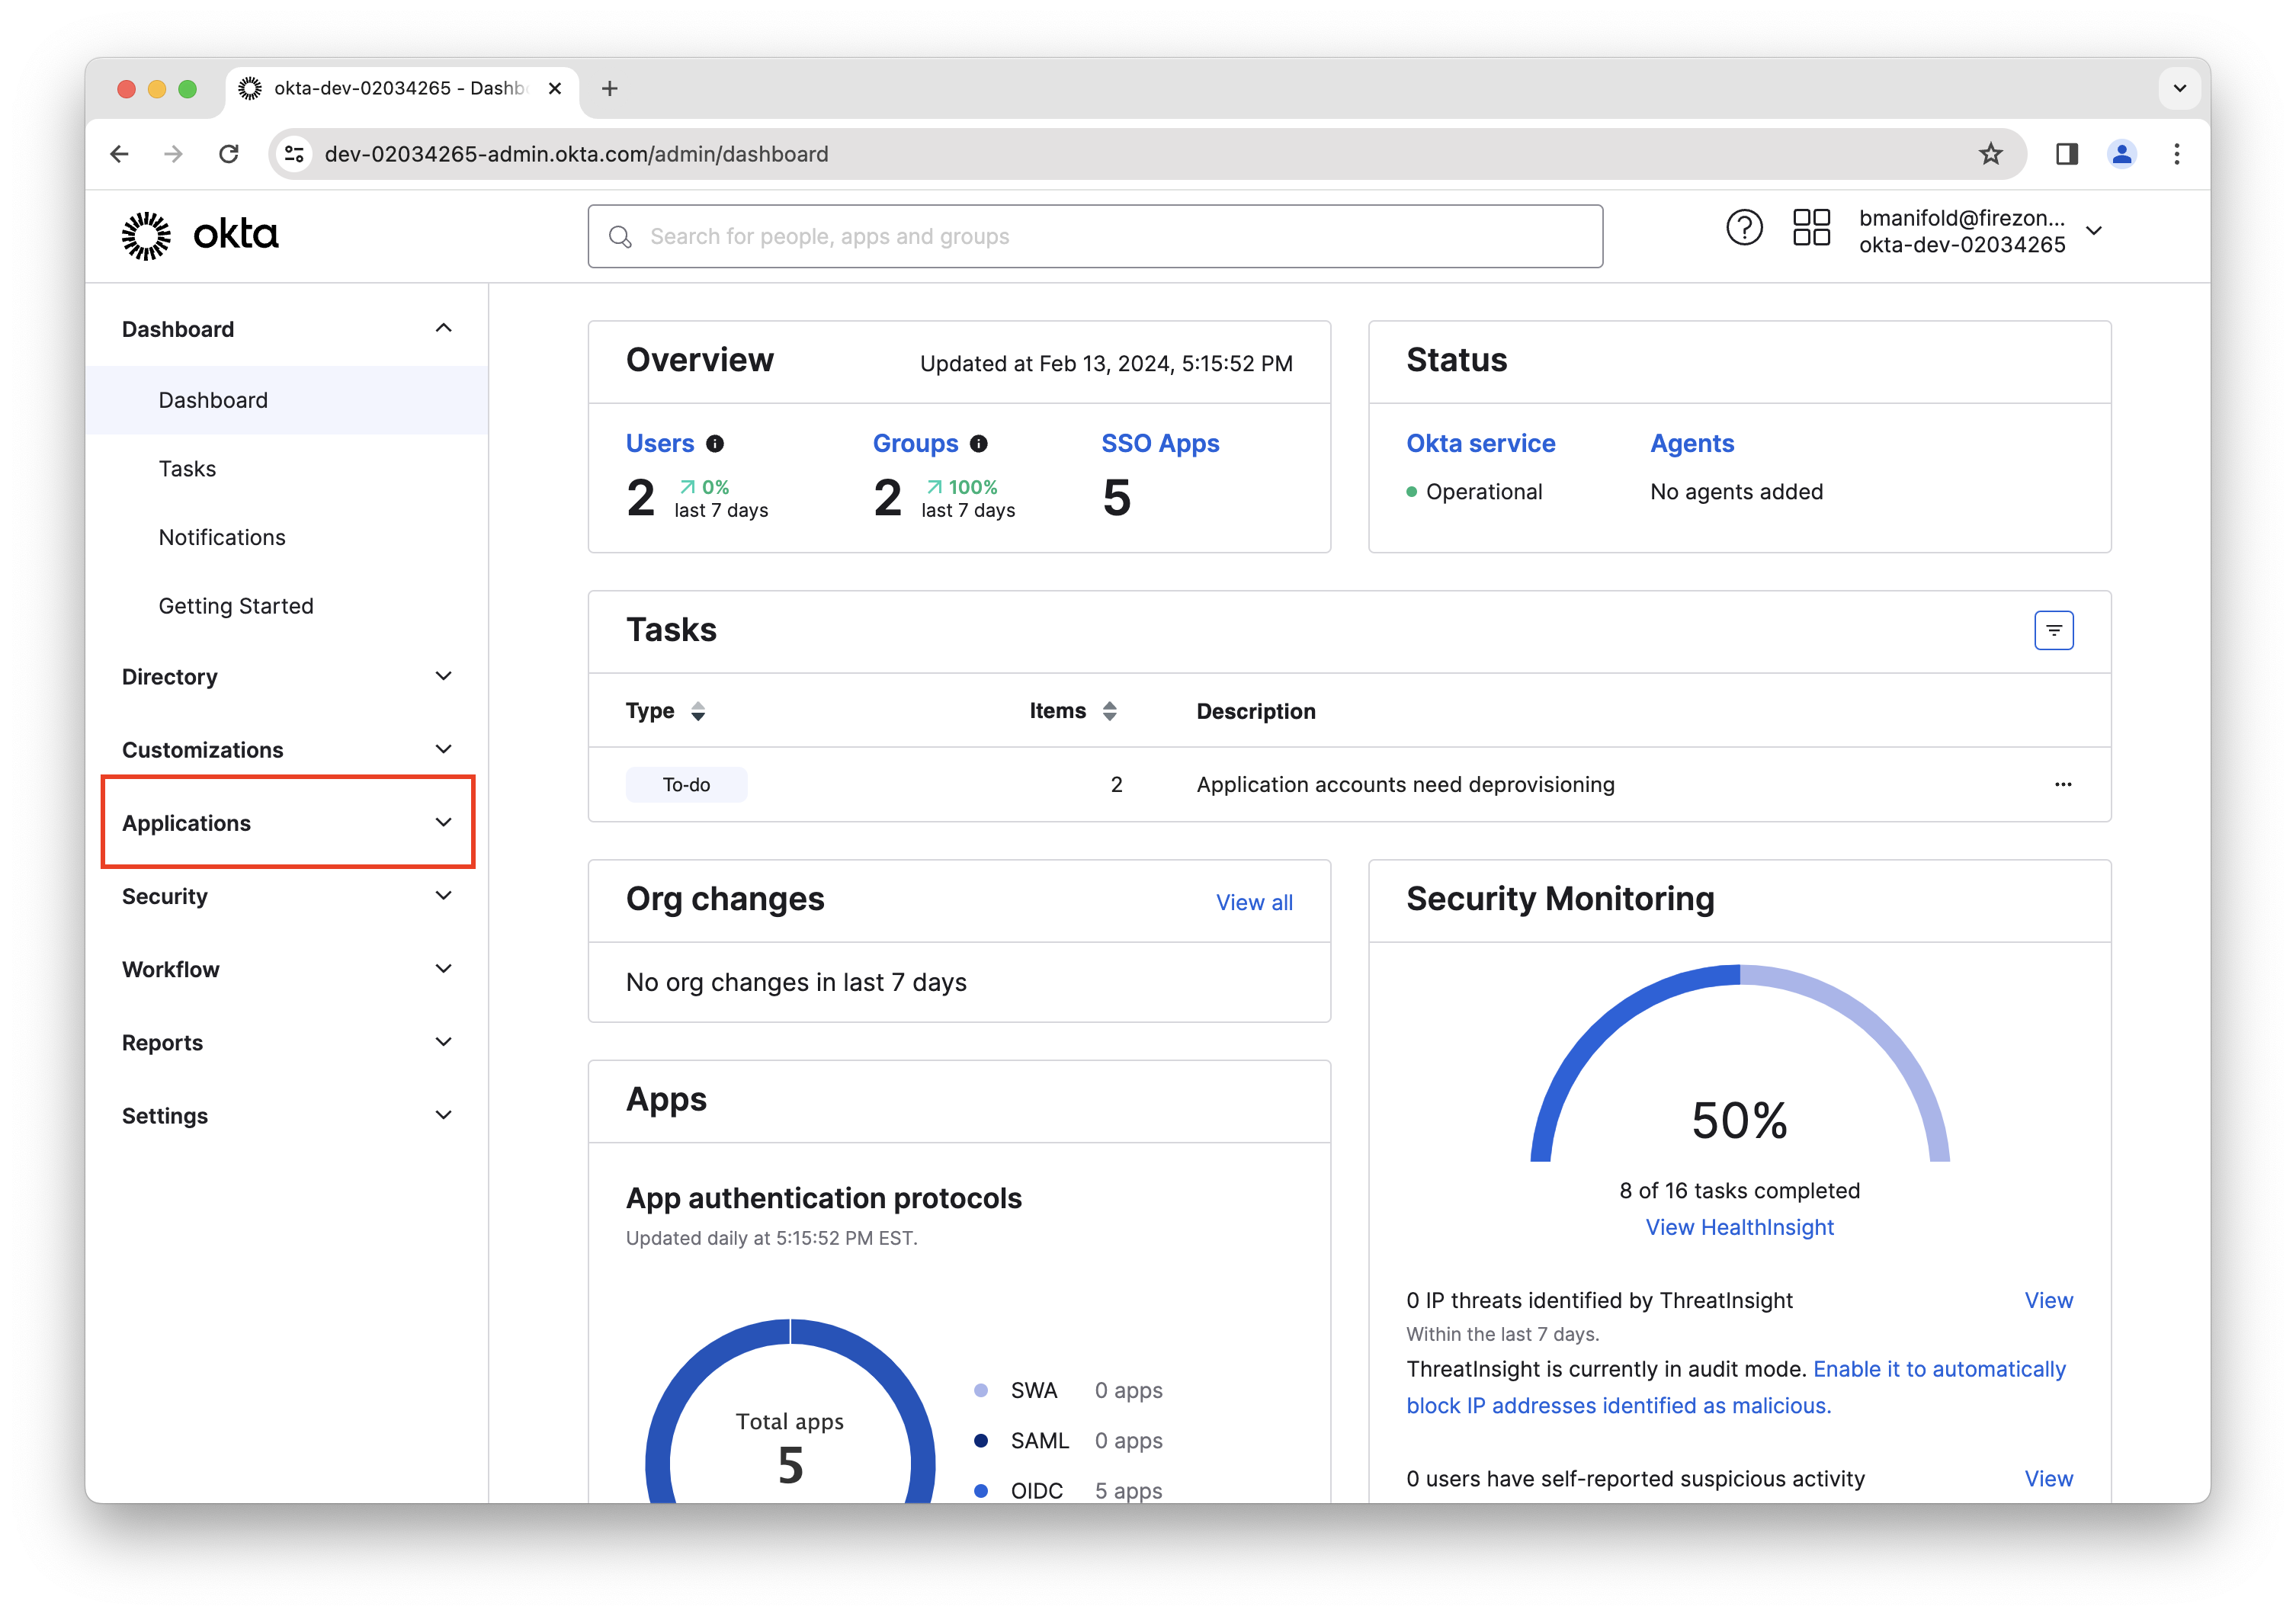 okta-dev-02034265 - Dashb
dev-02034265-admin.okta.com/admin/dashboard
okta
Search for people, apps and groups
bmanifold@firezon...
okta-dev-02034265
Dashboard
Dashboard
Tasks
Notifications
Getting Started
Directory
Customizations
Applications
Security
Workflow
Reports
Settings
Overview
Updated at Feb 13, 2024, 5:15:52 PM
Users
Groups
SSO Apps
2
0%
last 7 days
2
100%
last 7 days
5
Status
Okta service
Agents
Operational
No agents added
Tasks
Type
Items
Description
To-do
2
Application accounts need deprovisioning
Org changes
View all
No org changes in last 7 days
Apps
App authentication protocols
Updated daily at 5:15:52 PM EST.
Total apps
5
SWA 0 apps
SAML 0 apps
OIDC 5 apps
Security Monitoring
50%
8 of 16 tasks completed
View HealthInsight
0 IP threats identified by ThreatInsight
View
Within the last 7 days.
ThreatInsight is currently in audit mode. Enable it to automatically
block IP addresses identified as malicious.
0 users have self-reported suspicious activity
View